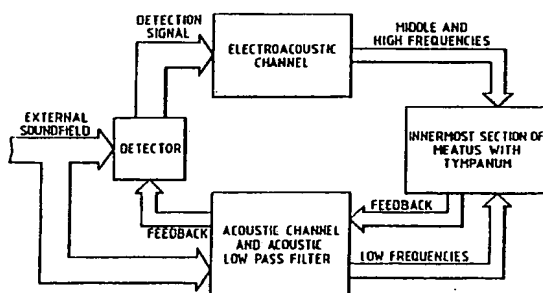 DETECTION
SIGNAL
ELECTROACOUSTIC
CHANNEL
MIDDLE AND
HIGH FREQUENCIES
EXTERNAL
SOUNDFIELD
DETECTOR
INNERMOST SECTION OF
MEATUS WITH
TYMPANUM
FEEDBACK
FEEDBACK
ACOUSTIC CHANNEL
AND ACOUSTIC
LOW PASS FILTER
LOW FREQUENCIES